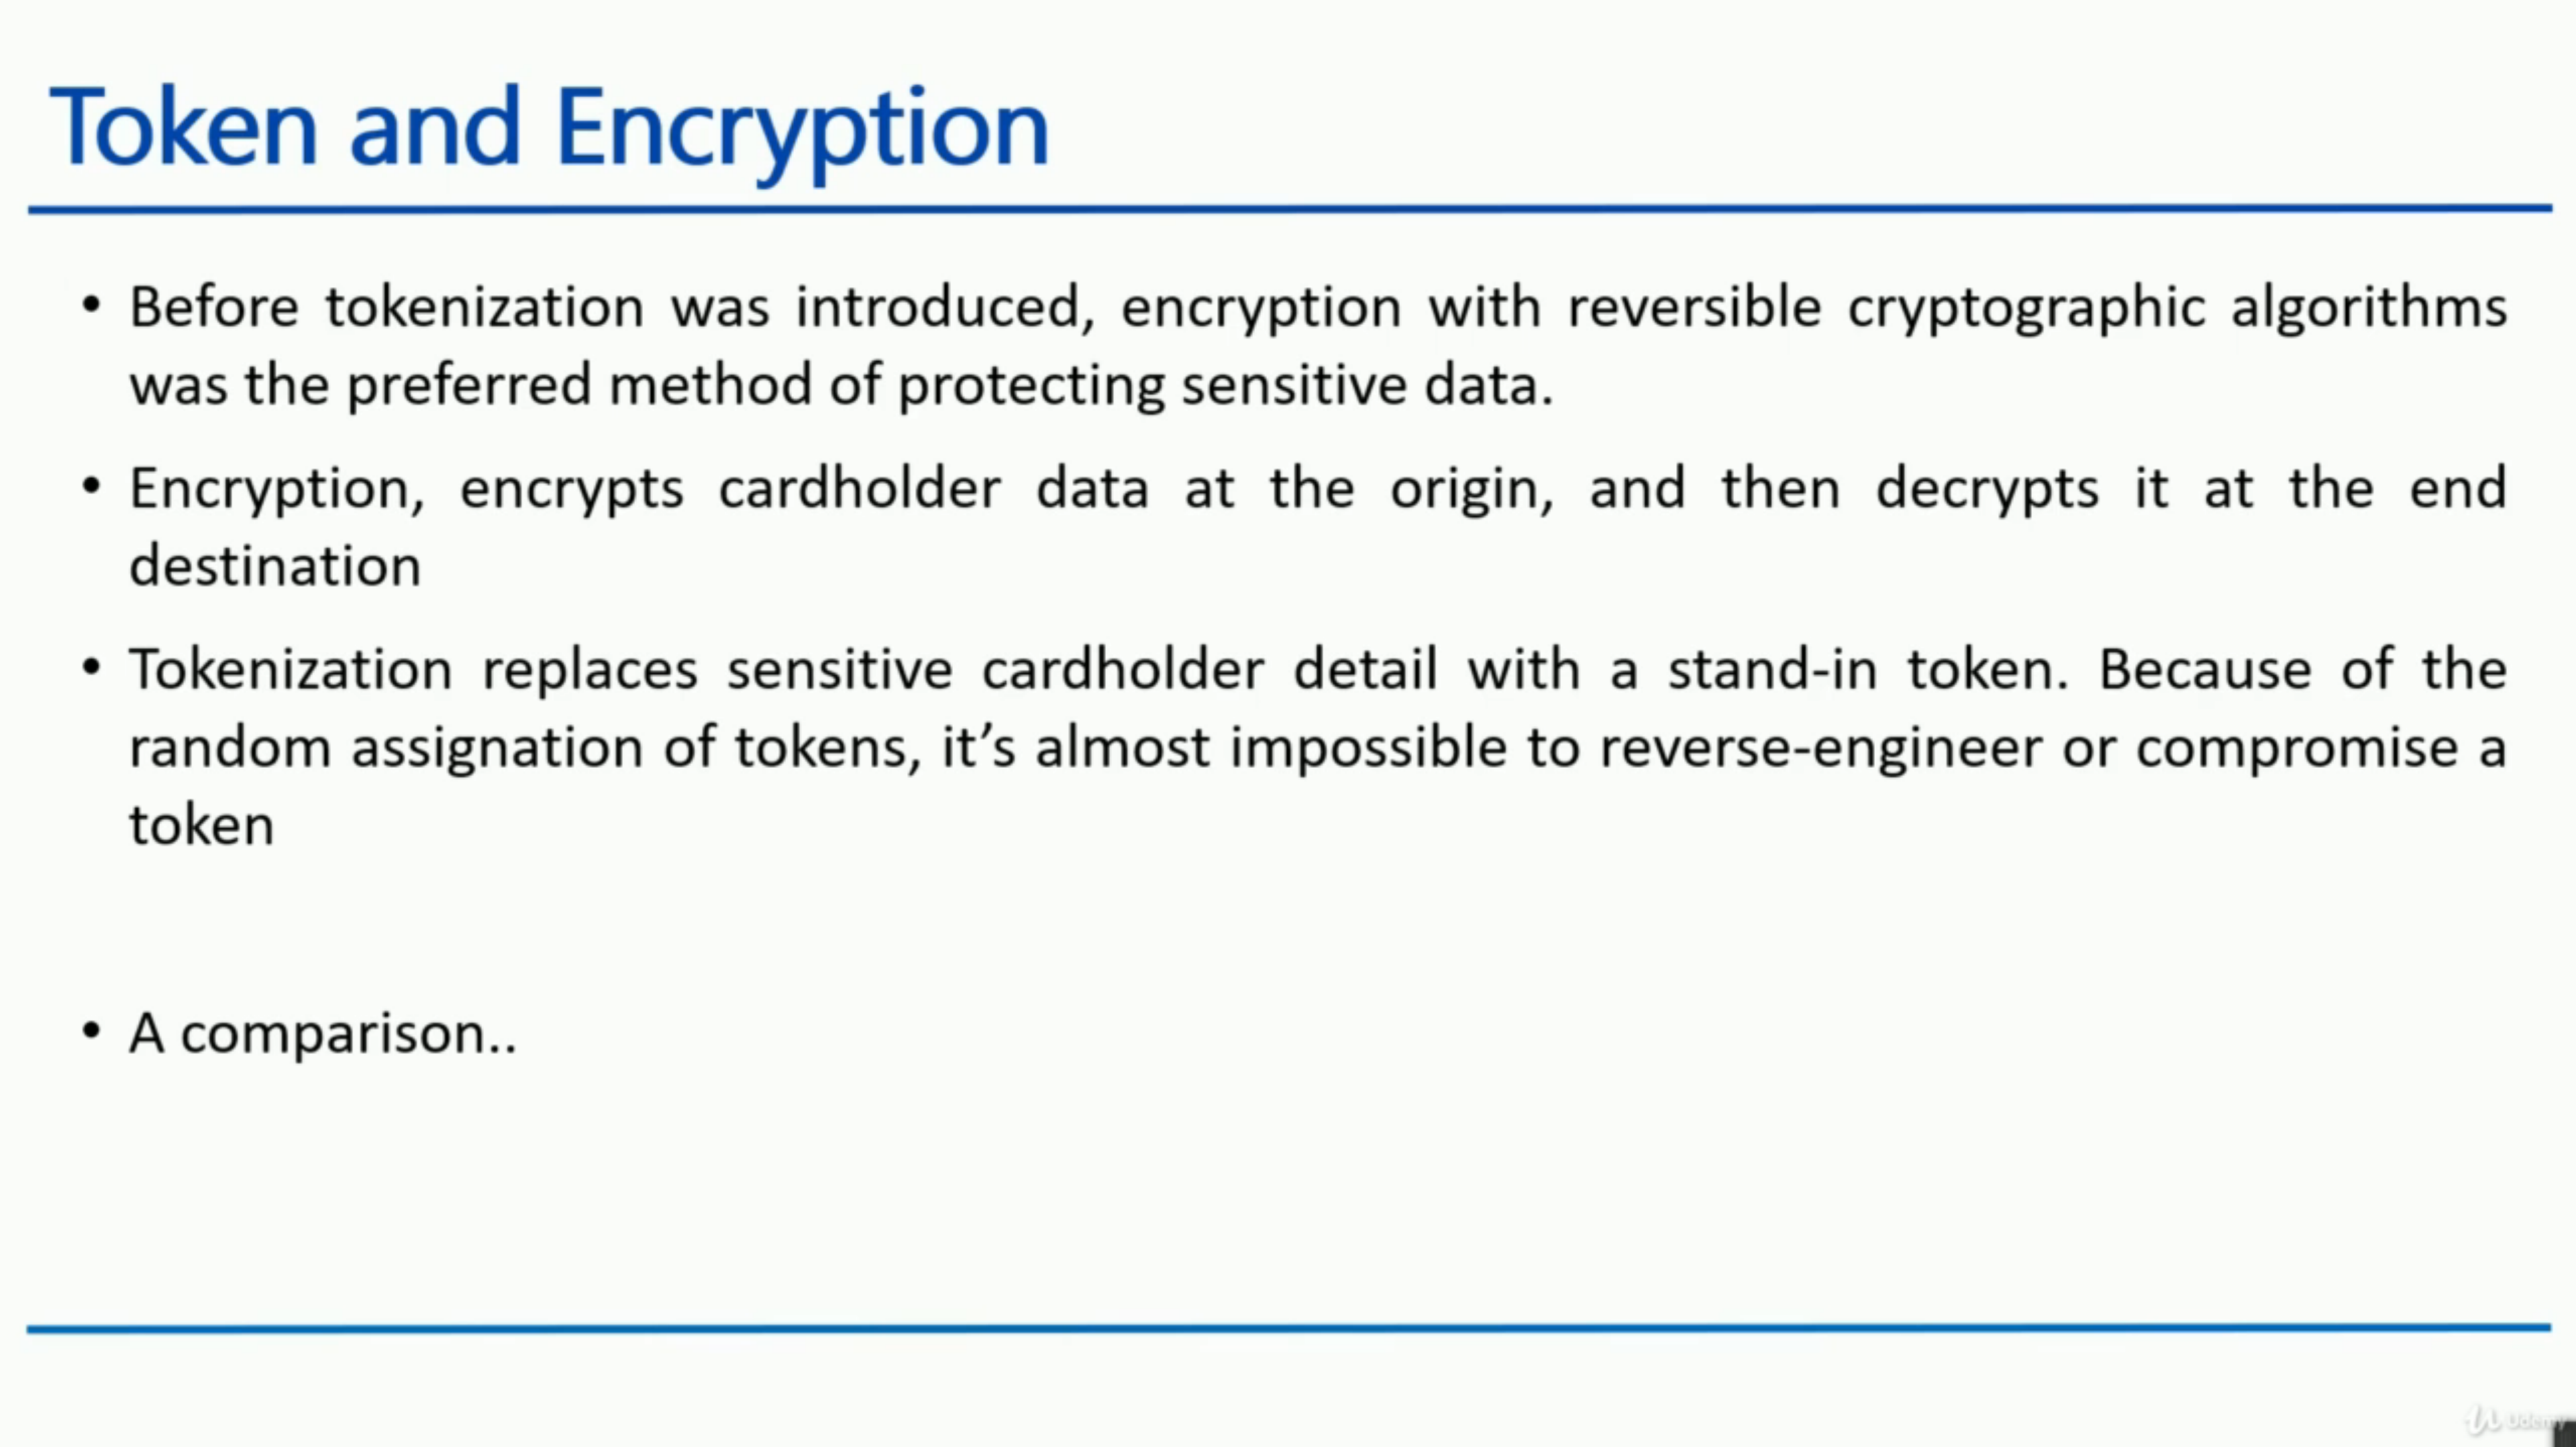 Token and Encryption
• Before tokenization was introduced, encryption with reversible cryptographic algorithms
was the preferred method of protecting sensitive data.
• Encryption, encrypts cardholder data at the origin, and then decrypts it at the end
destination
• Tokenization replaces sensitive cardholder detail with a stand-in token. Because of the
random assignation of tokens, it’s almost impossible to reverse-engineer or compromise a
token
• A comparison..
Udemy